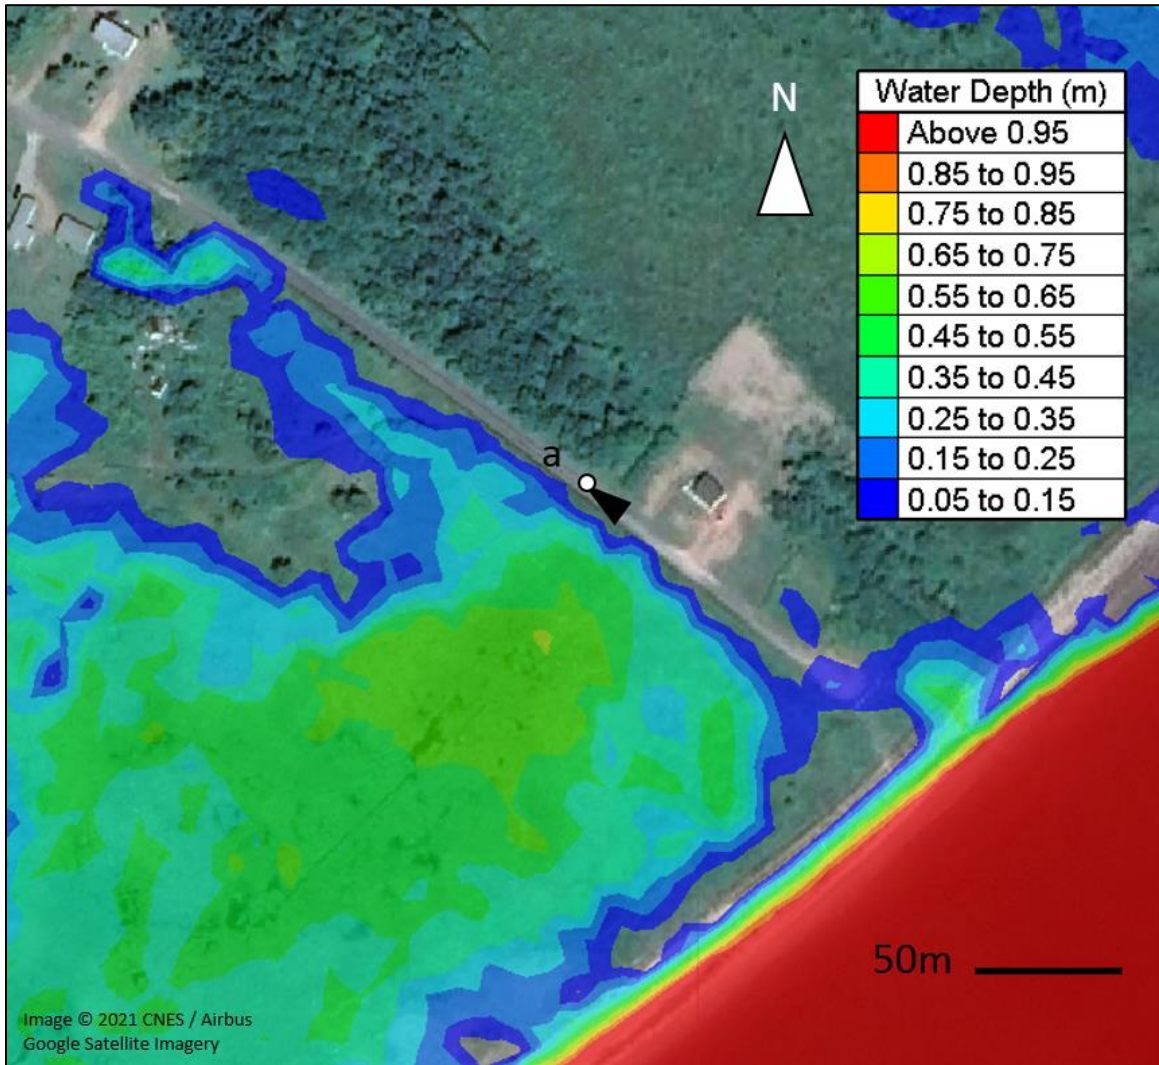 N
Water Depth (m)
Above 0.95
0.85 to 0.95
0.75 to 0.85
0.65 to 0.75
0.55 to 0.65
0.45 to 0.55
0.35 to 0.45
0.25 to 0.35
0.15 to 0.25
0.05 to 0.15
a
50m
Image © 2021 CNES / Airbus
Google Satellite Imagery